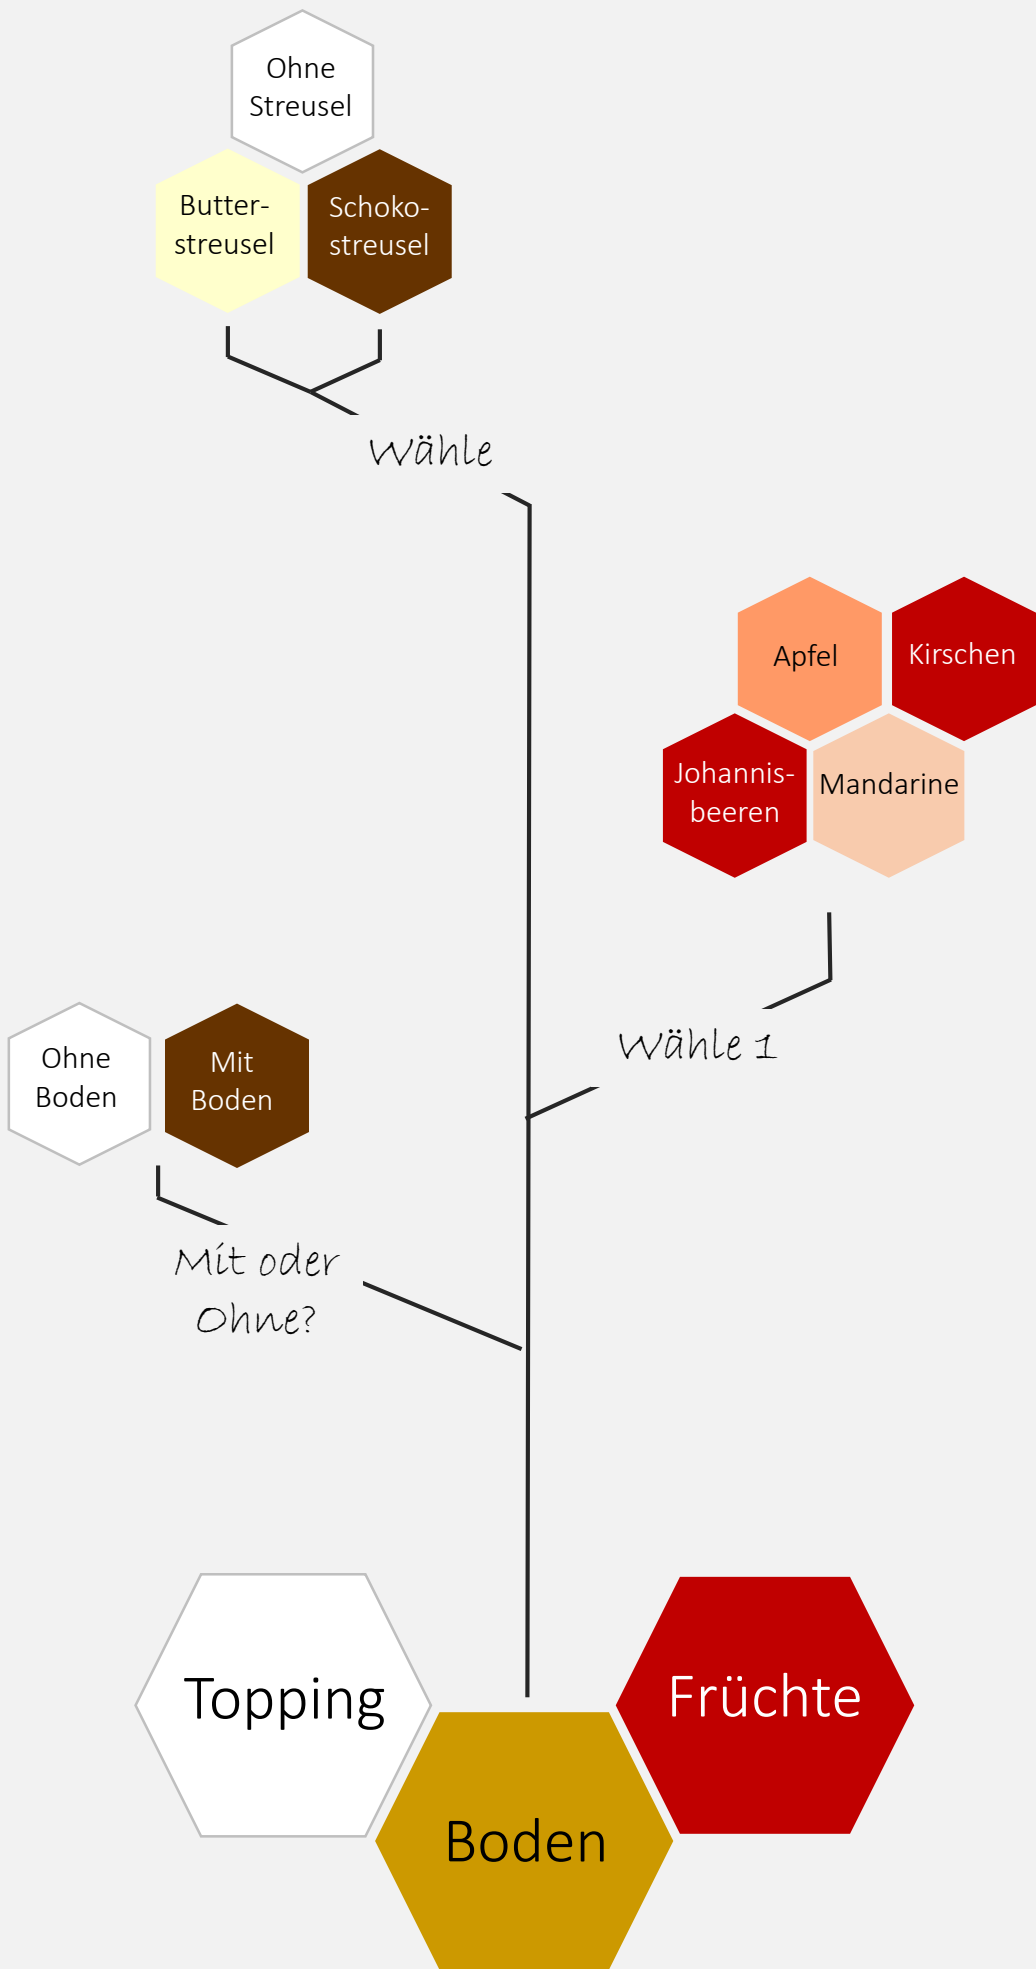 Ohne
Streusel
Butter-
streusel
Schoko-
streusel
Wähle
Apfel
Kirschen
Johannis-
beeren
Mandarine
Wähle 1
Ohne
Boden
Mit
Boden
Mit oder
Ohne?
Topping
Früchte
Boden